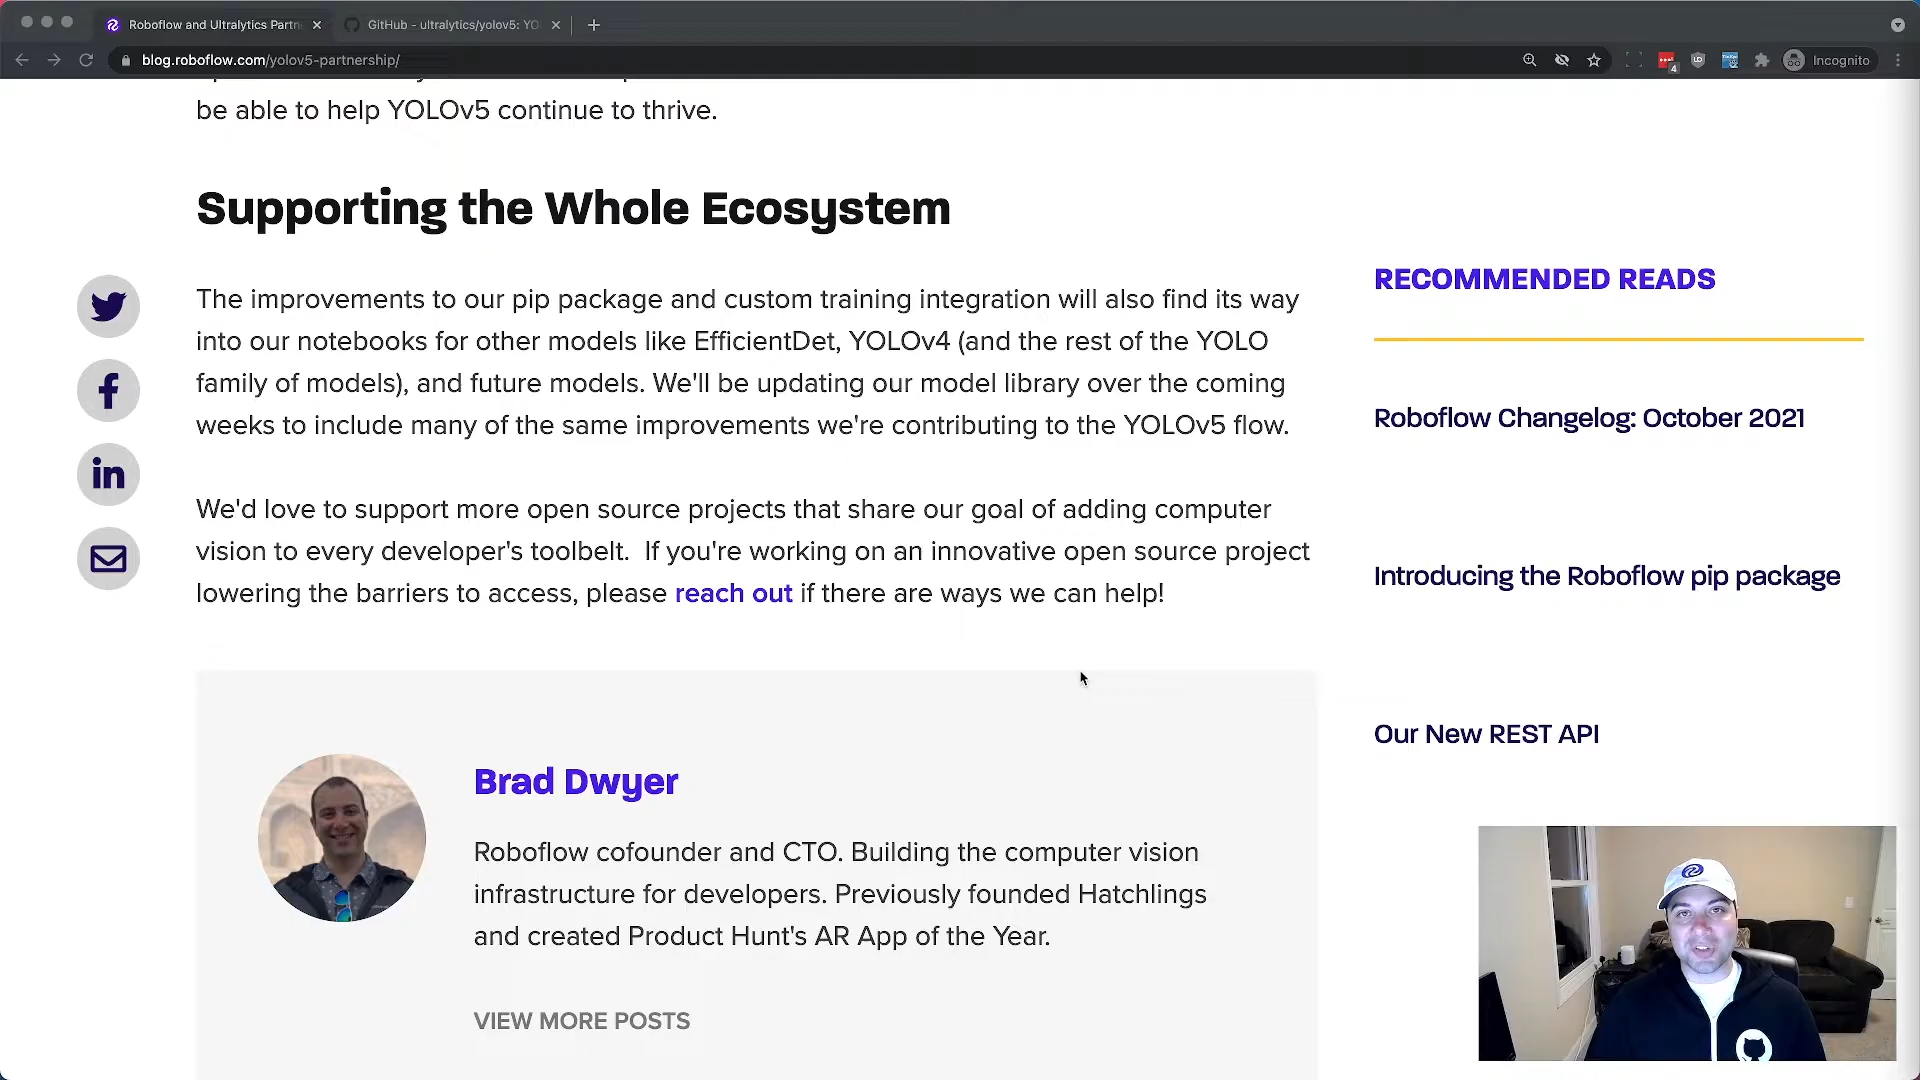 Roboflow and Ultralytics Partn
GitHub - ultralytics/yolov5: YO
blog.roboflow.com/yolov5-partnership/
4
Incognito
be able to help YOLOv5 continue to thrive.
Supporting the Whole Ecosystem
The improvements to our pip package and custom training integration will also find its way
into our notebooks for other models like EfficientDet, YOLOv4 (and the rest of the YOLO
family of models), and future models. We'll be updating our model library over the coming
weeks to include many of the same improvements we're contributing to the YOLOv5 flow.
We'd love to support more open source projects that share our goal of adding computer
vision to every developer's toolbelt.  If you're working on an innovative open source project
lowering the barriers to access, please reach out if there are ways we can help!
Brad Dwyer
Roboflow cofounder and CTO. Building the computer vision
infrastructure for developers. Previously founded Hatchlings
and created Product Hunt's AR App of the Year.
VIEW MORE POSTS
RECOMMENDED READS
Roboflow Changelog: October 2021
Introducing the Roboflow pip package
Our New REST API